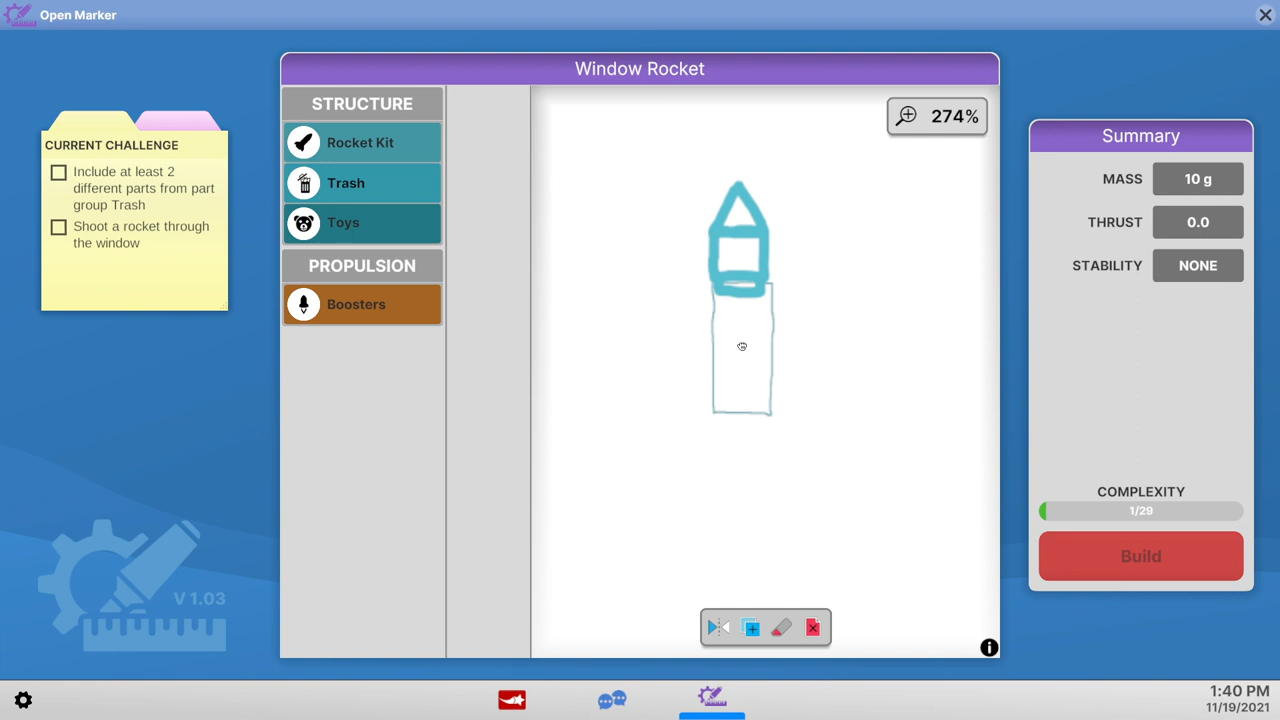 Open Marker
Window Rocket
CURRENT CHALLENGE
Include at least 2
different parts from part
group Trash
Shoot a rocket through
the window
STRUCTURE
Rocket Kit
Trash
Toys
PROPULSION
Boosters
274%
Summary
MASS 10 g
THRUST 0.0
STABILITY NONE
COMPLEXITY
1/29
Build
V 1.03
1:40 PM
11/19/2021